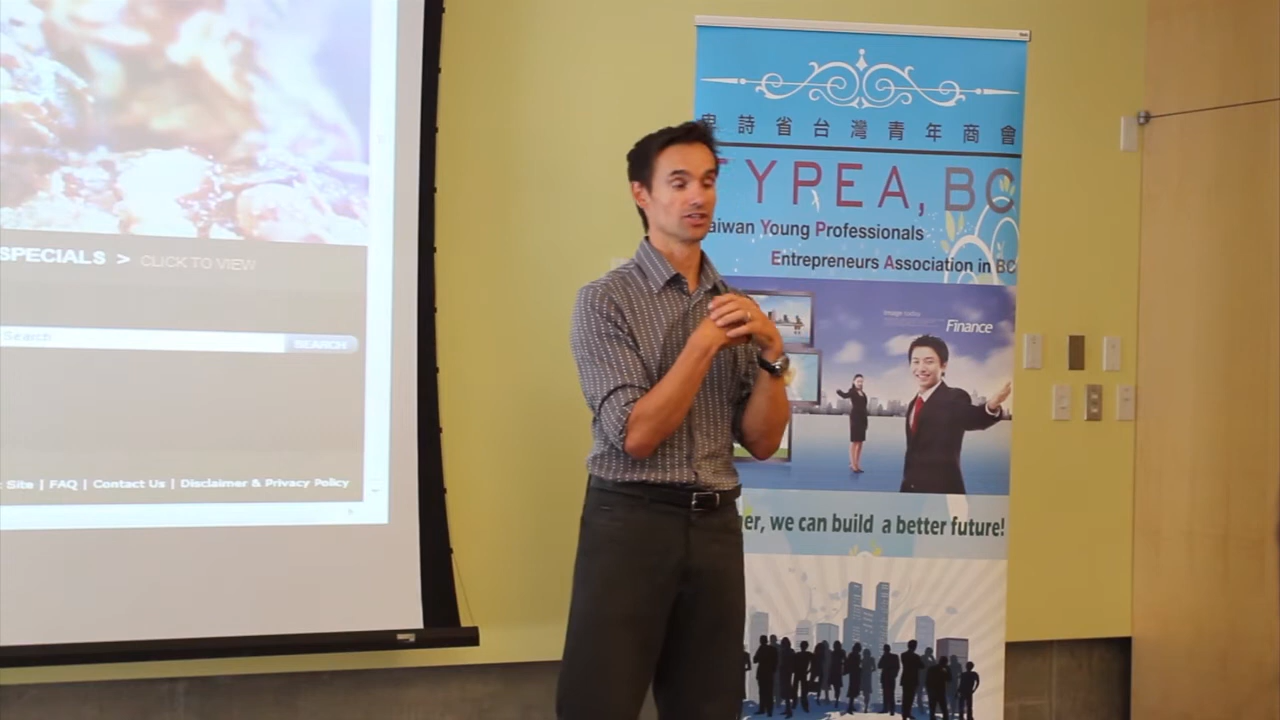 SPECIALS > CLICK TO VIEW
Search SEARCH
Site | FAQ | Contact Us | Disclaimer & Privacy Policy
詩省台灣青年商會
TYPEA, BC
aiwan Young Professionals
Entrepreneurs Association in BC
Finance
er, we can build a better future!